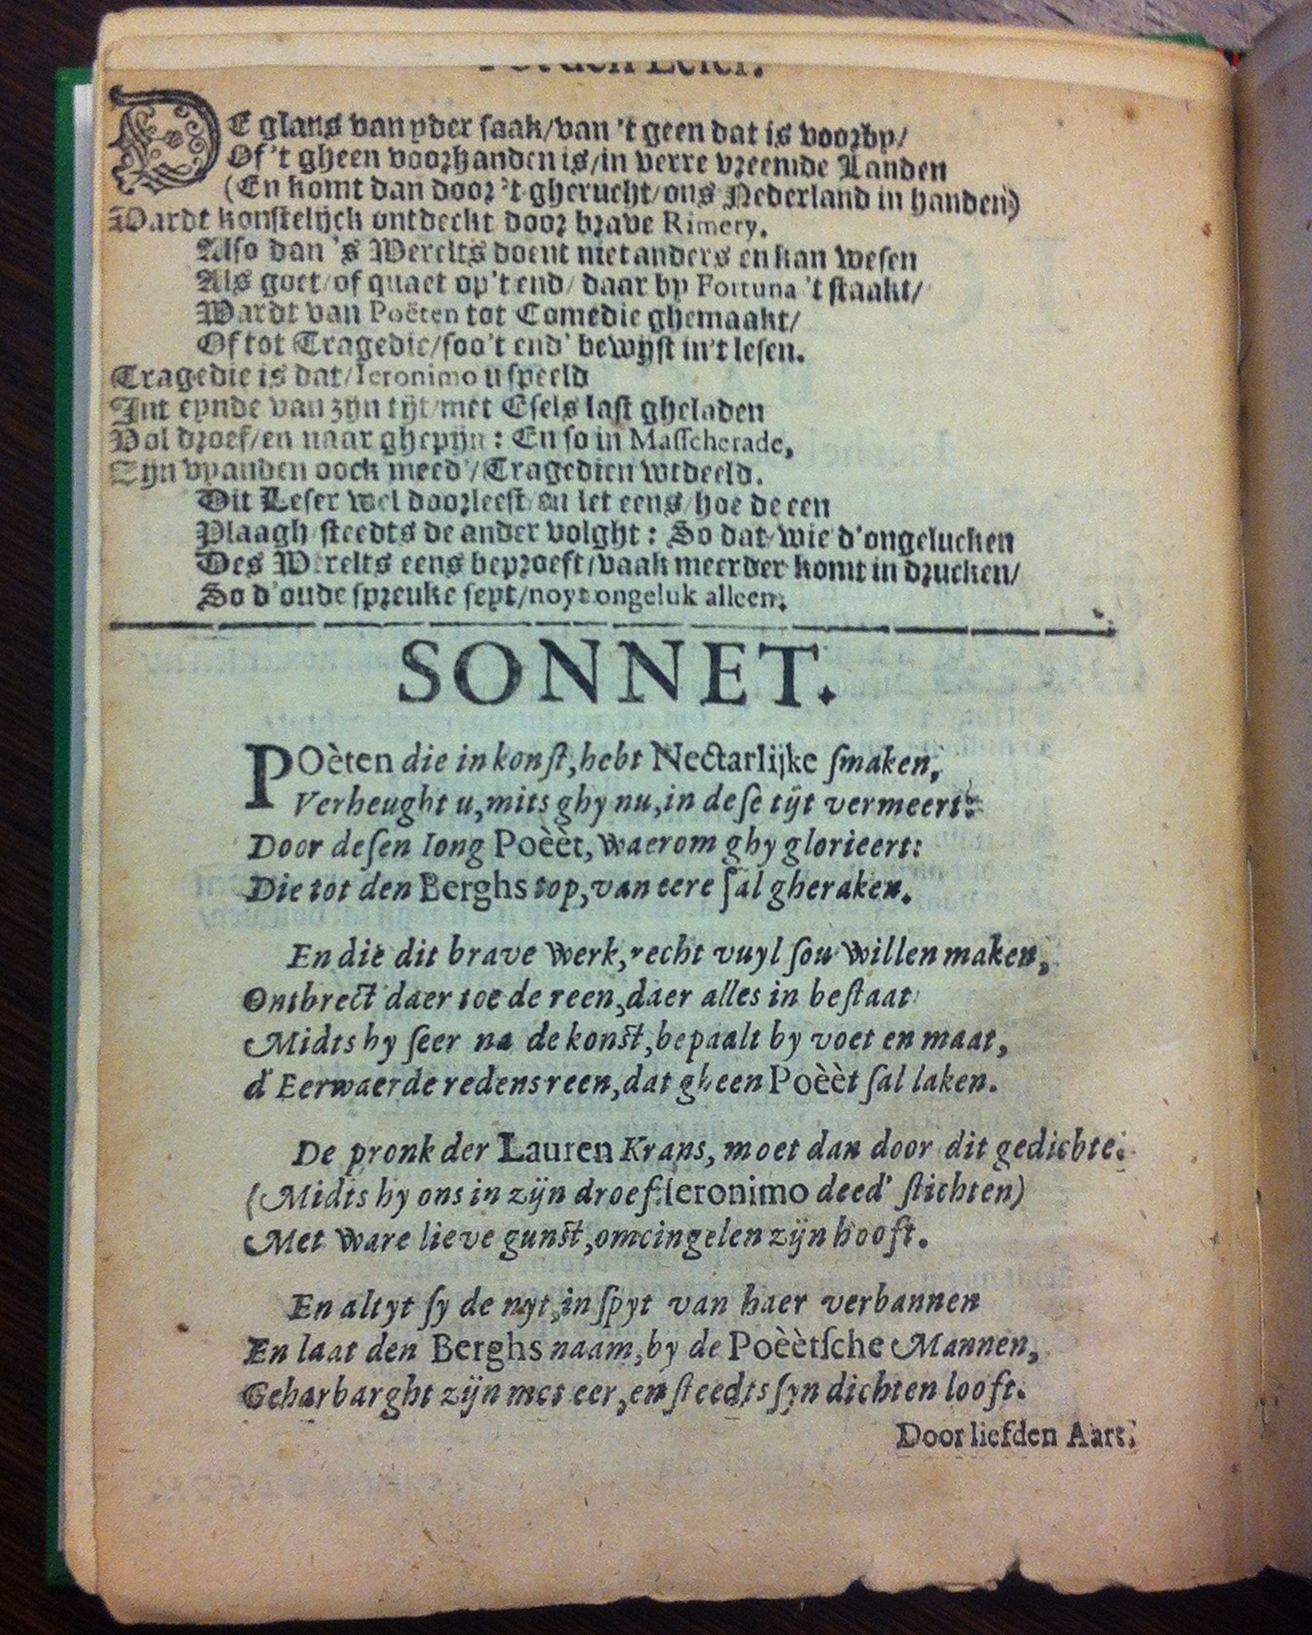 Tot den Leser.
DE glans van yder saak/van 't geen dat is voorby/
Of 't gheen voorhanden is/in verre vreemde Landen
(En komt dan door 't gherucht/ons Nederland in handen)
Wardt konstelijck ontdeckt door brave Rimery.
Also dan 's Werelts doent niet anders en kan wesen
Als goet/of quaet op 't end/daar by Fortuna 't staakt/
Wardt van Poëten tot Comedie ghemaakt/
Of tot Tragedie/soo 't end' bewijst in't lesen.
Tragedie is dat/Ieronimo u speeld
Int eynde van zijn tijt/met Esels last gheladen
Vol droef/en naar ghepijn: En so in Masscherade,
Zijn vyanden oock meed'/Tragedien wtdeeld.
Dit Leser wel doorleest/en let eens/hoe de een
Plaagh steedts de ander volght: So dat/wie d'ongelucken
Des Werelts eens beproeft/vaak meerder komt in drucken/
So d'oude spreuke seyt/noyt ongeluk alleen.
SONNET.
POèten die in konst, hebt Nectarlijke smaken,
Verheught u, mits ghy nu, in dese tijt vermeert:
Door desen Iong Poèèt, waerom ghy glorieert:
Die tot den Berghs top, van eere sal gheraken.
En die dit brave werk, recht vuyl sou willen maken,
Ontbrect daer toe de reen, daer alles in bestaat
Midts hy seer na de konst, bepaalt by voet en maat,
d'Eerwaerde redens reen, dat gheen Poèèt sal laken.
De pronk der Lauren Krans, moet dan door dit gedichte.
(Midts hy ons in zijn droef Ieronimo deed' stichten)
Met ware lieve gunst, omcingelen zijn hooft.
En altyt sy de nyt, in spyt van haer verbannen
En laat den Berghs naam, by de Poèètsche Mannen,
Geharbarght zijn met eer, en steedts syn dichten looft.
Door liefden Aart.